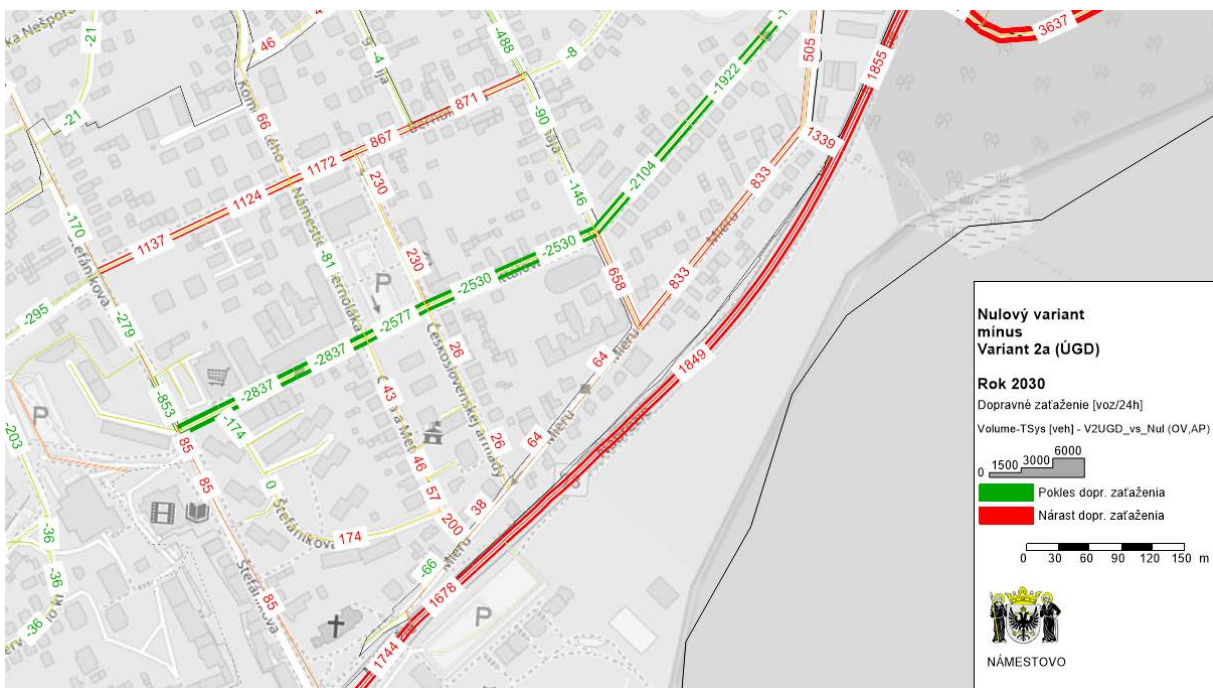 -21
46
-4
-488
-8
-1922
505
1855
3637
-21
66
871
-90
867
1339
1172
230
-146
-2104
833
-170
1124
Námestie
1137
Štefánikova
-81
230
P
-2530
Mieru
-295
-279
-2530
658
833
-2577
-2837
Československej armády
26
64
Mieru
1849
-2837
43
P
-853
-174
Mieru
-203
85
46
26
64
85
0
57
38
Štefánikova
200
-36
174
Mieru
-66
1678
-36
85
Štefánikova
P
-36
1744
Nulový variant
mínus
Variant 2a (ÚGD)
Rok 2030
Dopravné zaťaženie [voz/24h]
Volume-TSys [veh] - V2UGD_vs_Nul (OV,AP)
0 1500 3000 6000
Pokles dopr. zaťaženia
Nárast dopr. zaťaženia
0 30 60 90 120 150 m
NÁMESTOVO